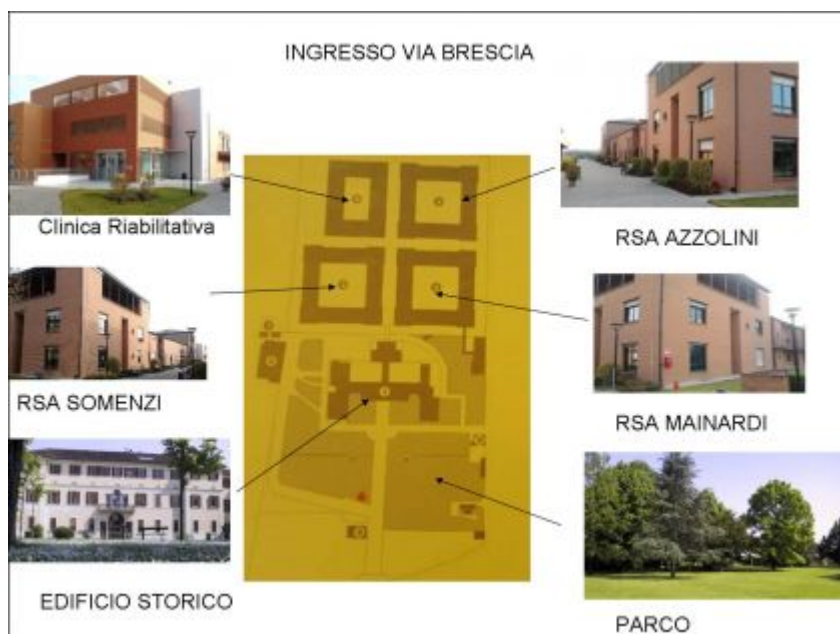 INGRESSO VIA BRESCIA
Clinica Riabilitativa
RSA AZZOLINI
RSA SOMENZI
RSA MAINARDI
EDIFICIO STORICO
PARCO